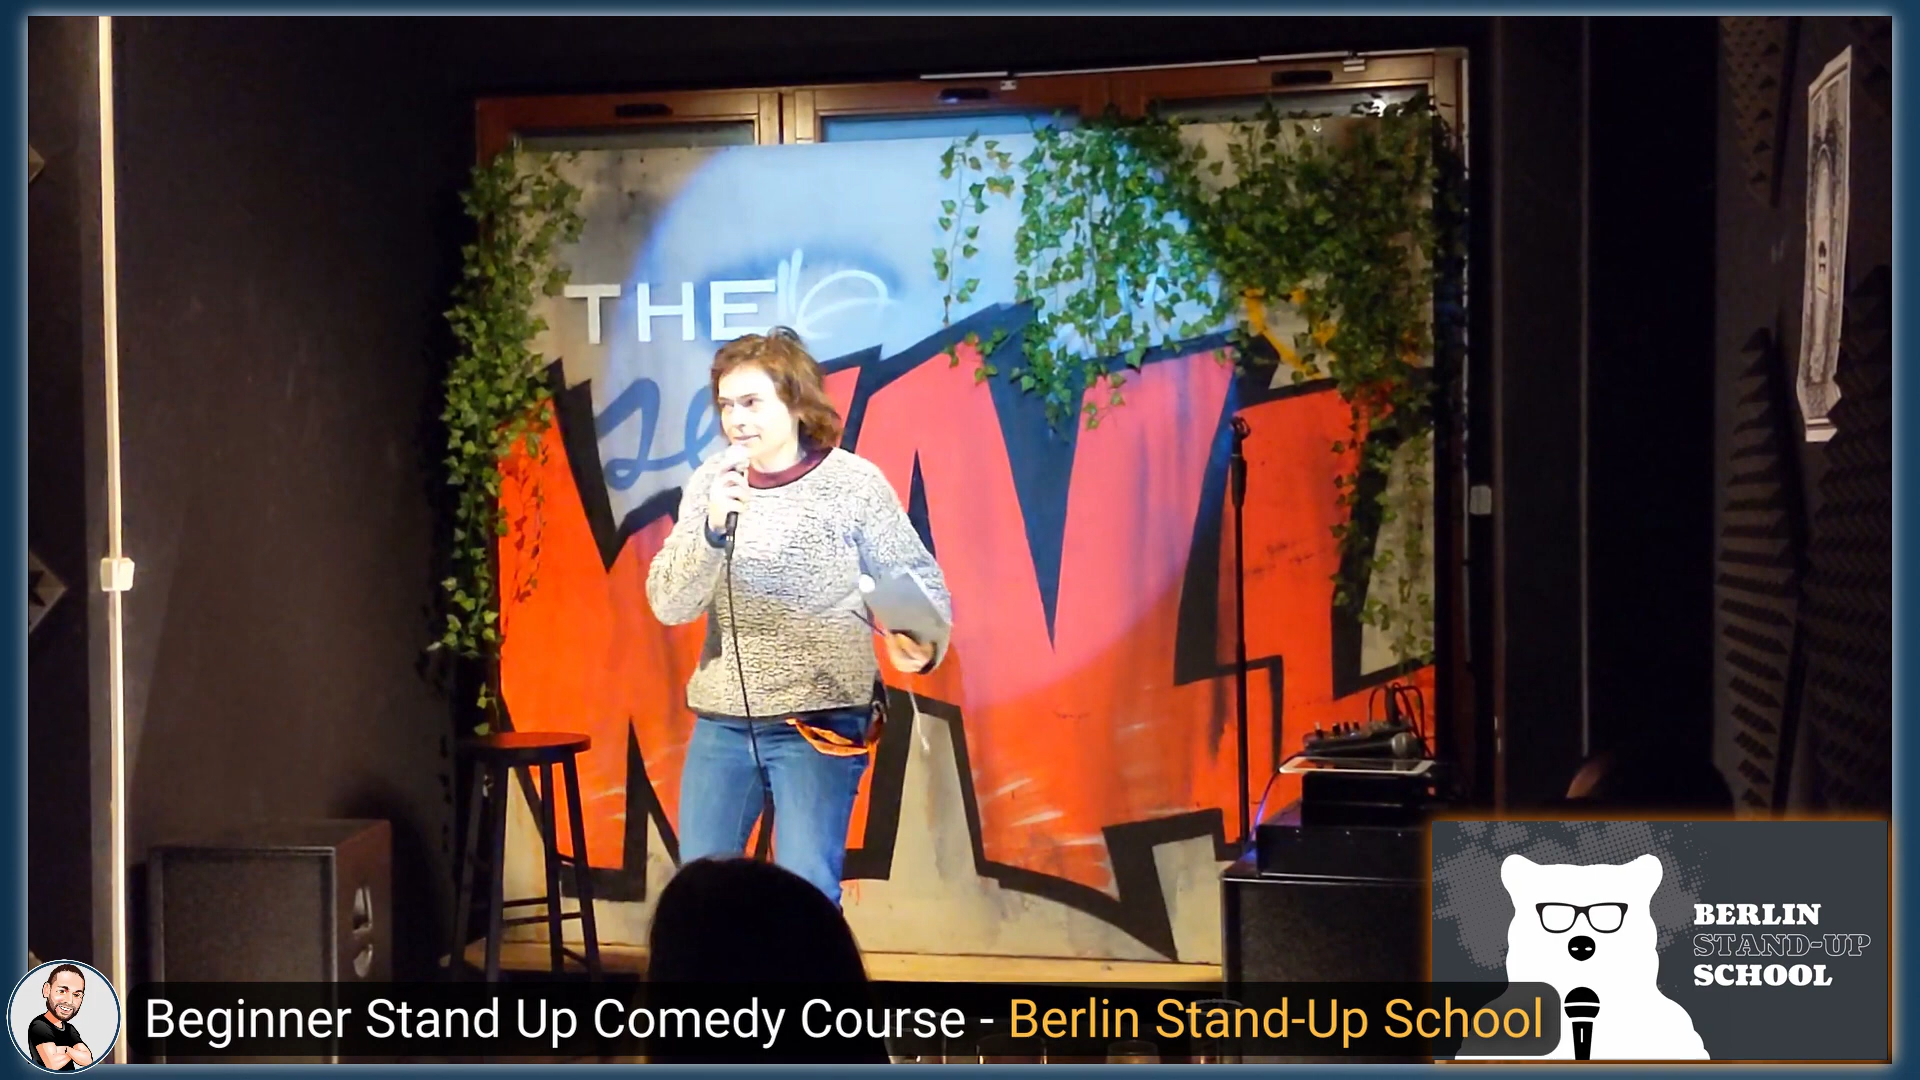 THE
BERLIN
STAND-UP
SCHOOL
Beginner Stand Up Comedy Course - Berlin Stand-Up School